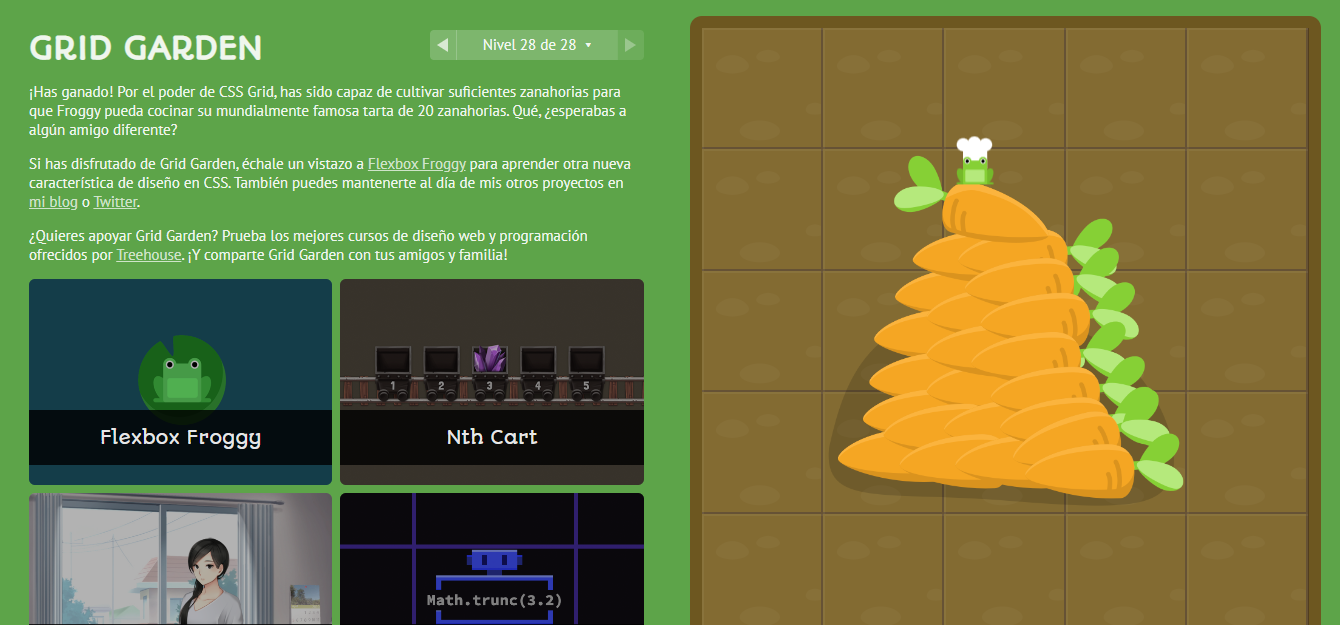 GRID GARDEN
Nivel 28 de 28
¡Has ganado! Por el poder de CSS Grid, has sido capaz de cultivar suficientes zanahorias para
que Froggy pueda cocinar su mundialmente famosa tarta de 20 zanahorias. Qué, ¿esperabas a
algún amigo diferente?
Si has disfrutado de Grid Garden, échale un vistazo a Flexbox Froggy para aprender otra nueva
característica de diseño en CSS. También puedes mantenerte al día de mis otros proyectos en
mi blog o Twitter.
¿Quieres apoyar Grid Garden? Prueba los mejores cursos de diseño web y programación
ofrecidos por Treehouse. ¡Y comparte Grid Garden con tus amigos y familia!
Flexbox Froggy
1 2 3 4 5
Nth Cart
Math.trunc(3.2)